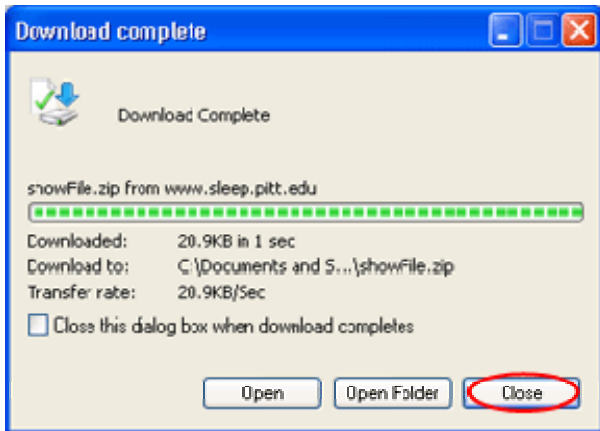 Download complete
Download Complete
showFile.zip from www.sleep.pitt.edu
Downloaded: 20.9KB in 1 sec
Download to: C:\Documents and S...\showFile.zip
Transfer rate: 20.9KB/Sec
Close this dialog box when download completes
Open Open Folder Close